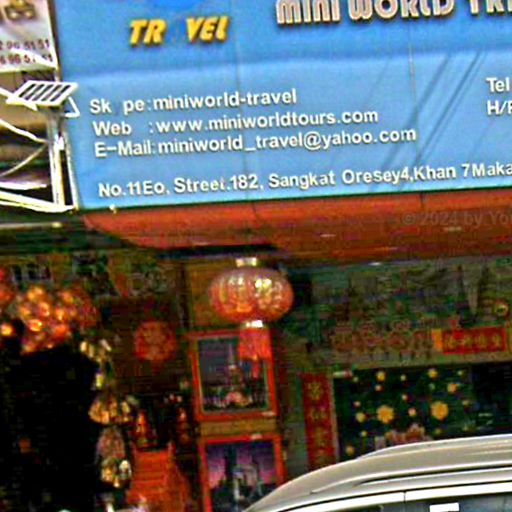 MINI WORLD
TR VEL
Sk pe:miniworld-travel
Tel
Web :www.miniworldtours.com
H/P
E-Mail:miniworld_travel@yahoo.com
No.11Eo, Street.182, Sangkat Oresey4,Khan 7Maka
© 2024 by